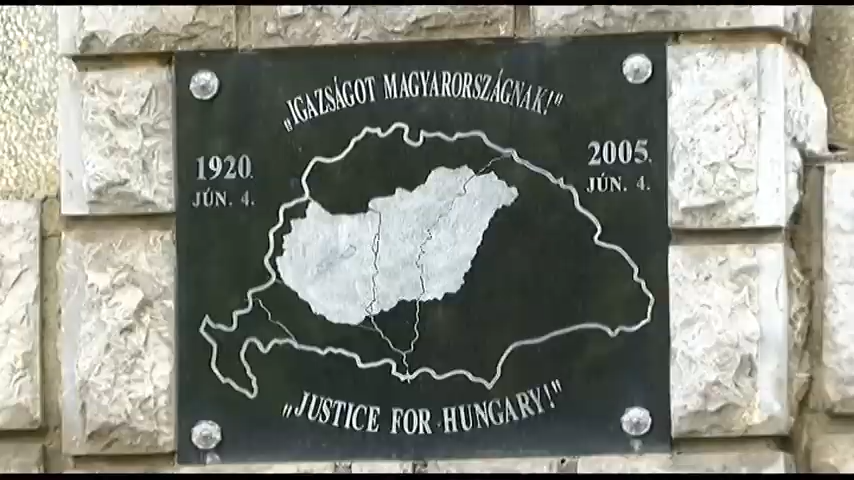 „IGAZSÁGOT MAGYARORSZÁGNAK!"
1920.
JÚN. 4.
2005.
JÚN. 4.
„JUSTICE FOR HUNGARY!"